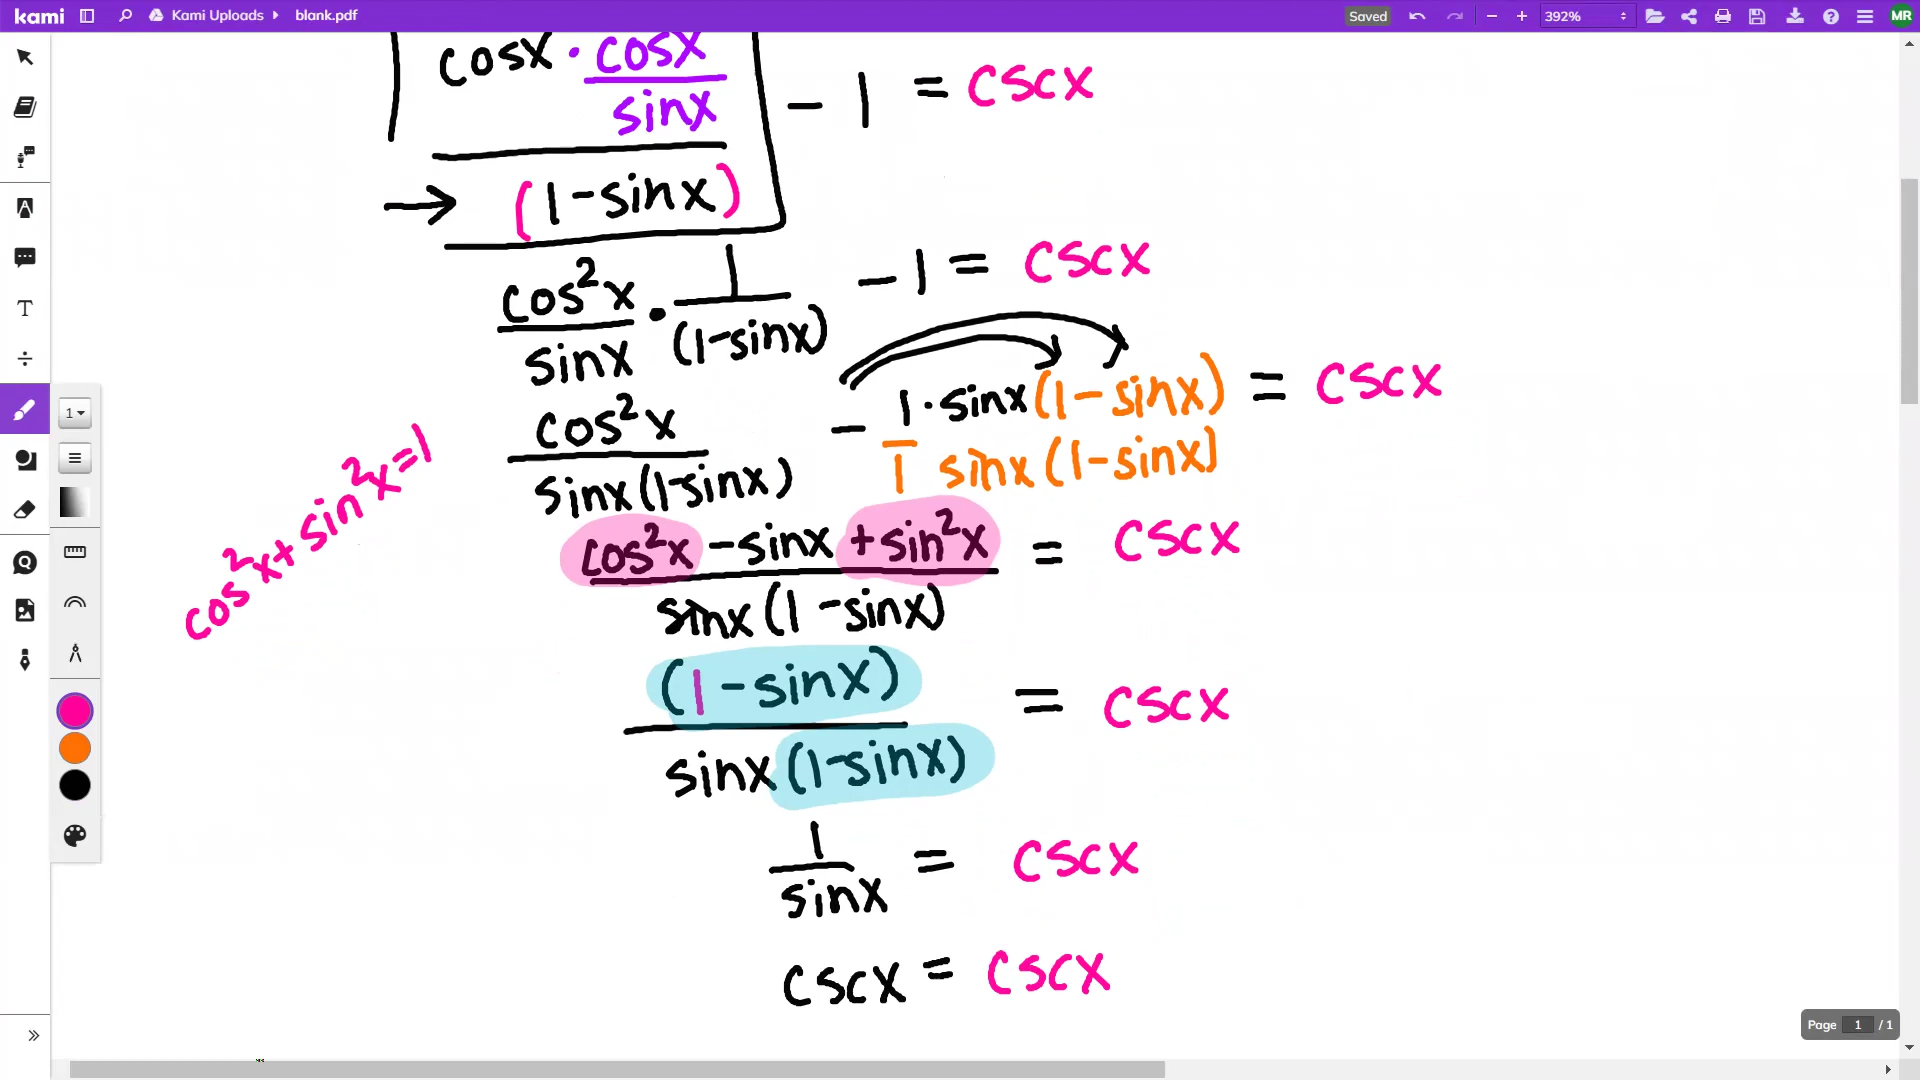 kami Kami Uploads blank.pdf Saved 392% MR
cosx · cosx
sinx
- 1 = cscx
→ (1-sinx)
cos²x · 1 - 1 = cscx
sinx (1-sinx)
cos²x - 1·sinx(1-sinx) = cscx
sinx(1-sinx) 1 sinx(1-sinx)
cos²x+ sin²x=1
cos²x -sinx +sin²x = cscx
sinx(1-sinx)
(1-sinx) = cscx
sinx(1-sinx)
1 = cscx
sinx
cscx = cscx
1
Page 1 / 1